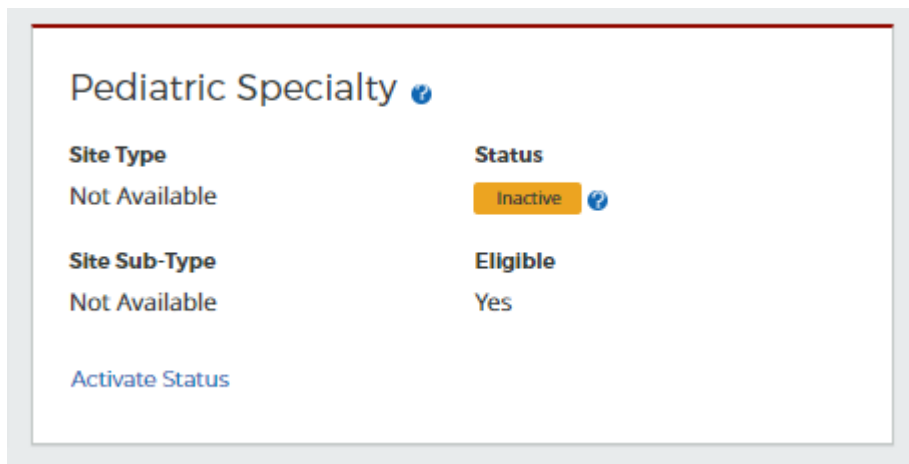 Pediatric Specialty ?
Site Type
Status
Not Available
Inactive ?
Site Sub-Type
Eligible
Not Available
Yes
Activate Status